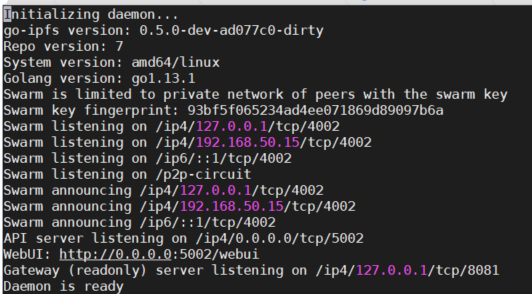 Initializing daemon...
go-ipfs version: 0.5.0-dev-ad077c0-dirty
Repo version: 7
System version: amd64/linux
Golang version: go1.13.1
Swarm is limited to private network of peers with the swarm key
Swarm key fingerprint: 93bf5f065234ad4ee071869d89097b6a
Swarm listening on /ip4/127.0.0.1/tcp/4002
Swarm listening on /ip4/192.168.50.15/tcp/4002
Swarm listening on /ip6/::1/tcp/4002
Swarm listening on /p2p-circuit
Swarm announcing /ip4/127.0.0.1/tcp/4002
Swarm announcing /ip4/192.168.50.15/tcp/4002
Swarm announcing /ip6/::1/tcp/4002
API server listening on /ip4/0.0.0.0/tcp/5002
WebUI: http://0.0.0.0:5002/webui
Gateway (readonly) server listening on /ip4/127.0.0.1/tcp/8081
Daemon is ready